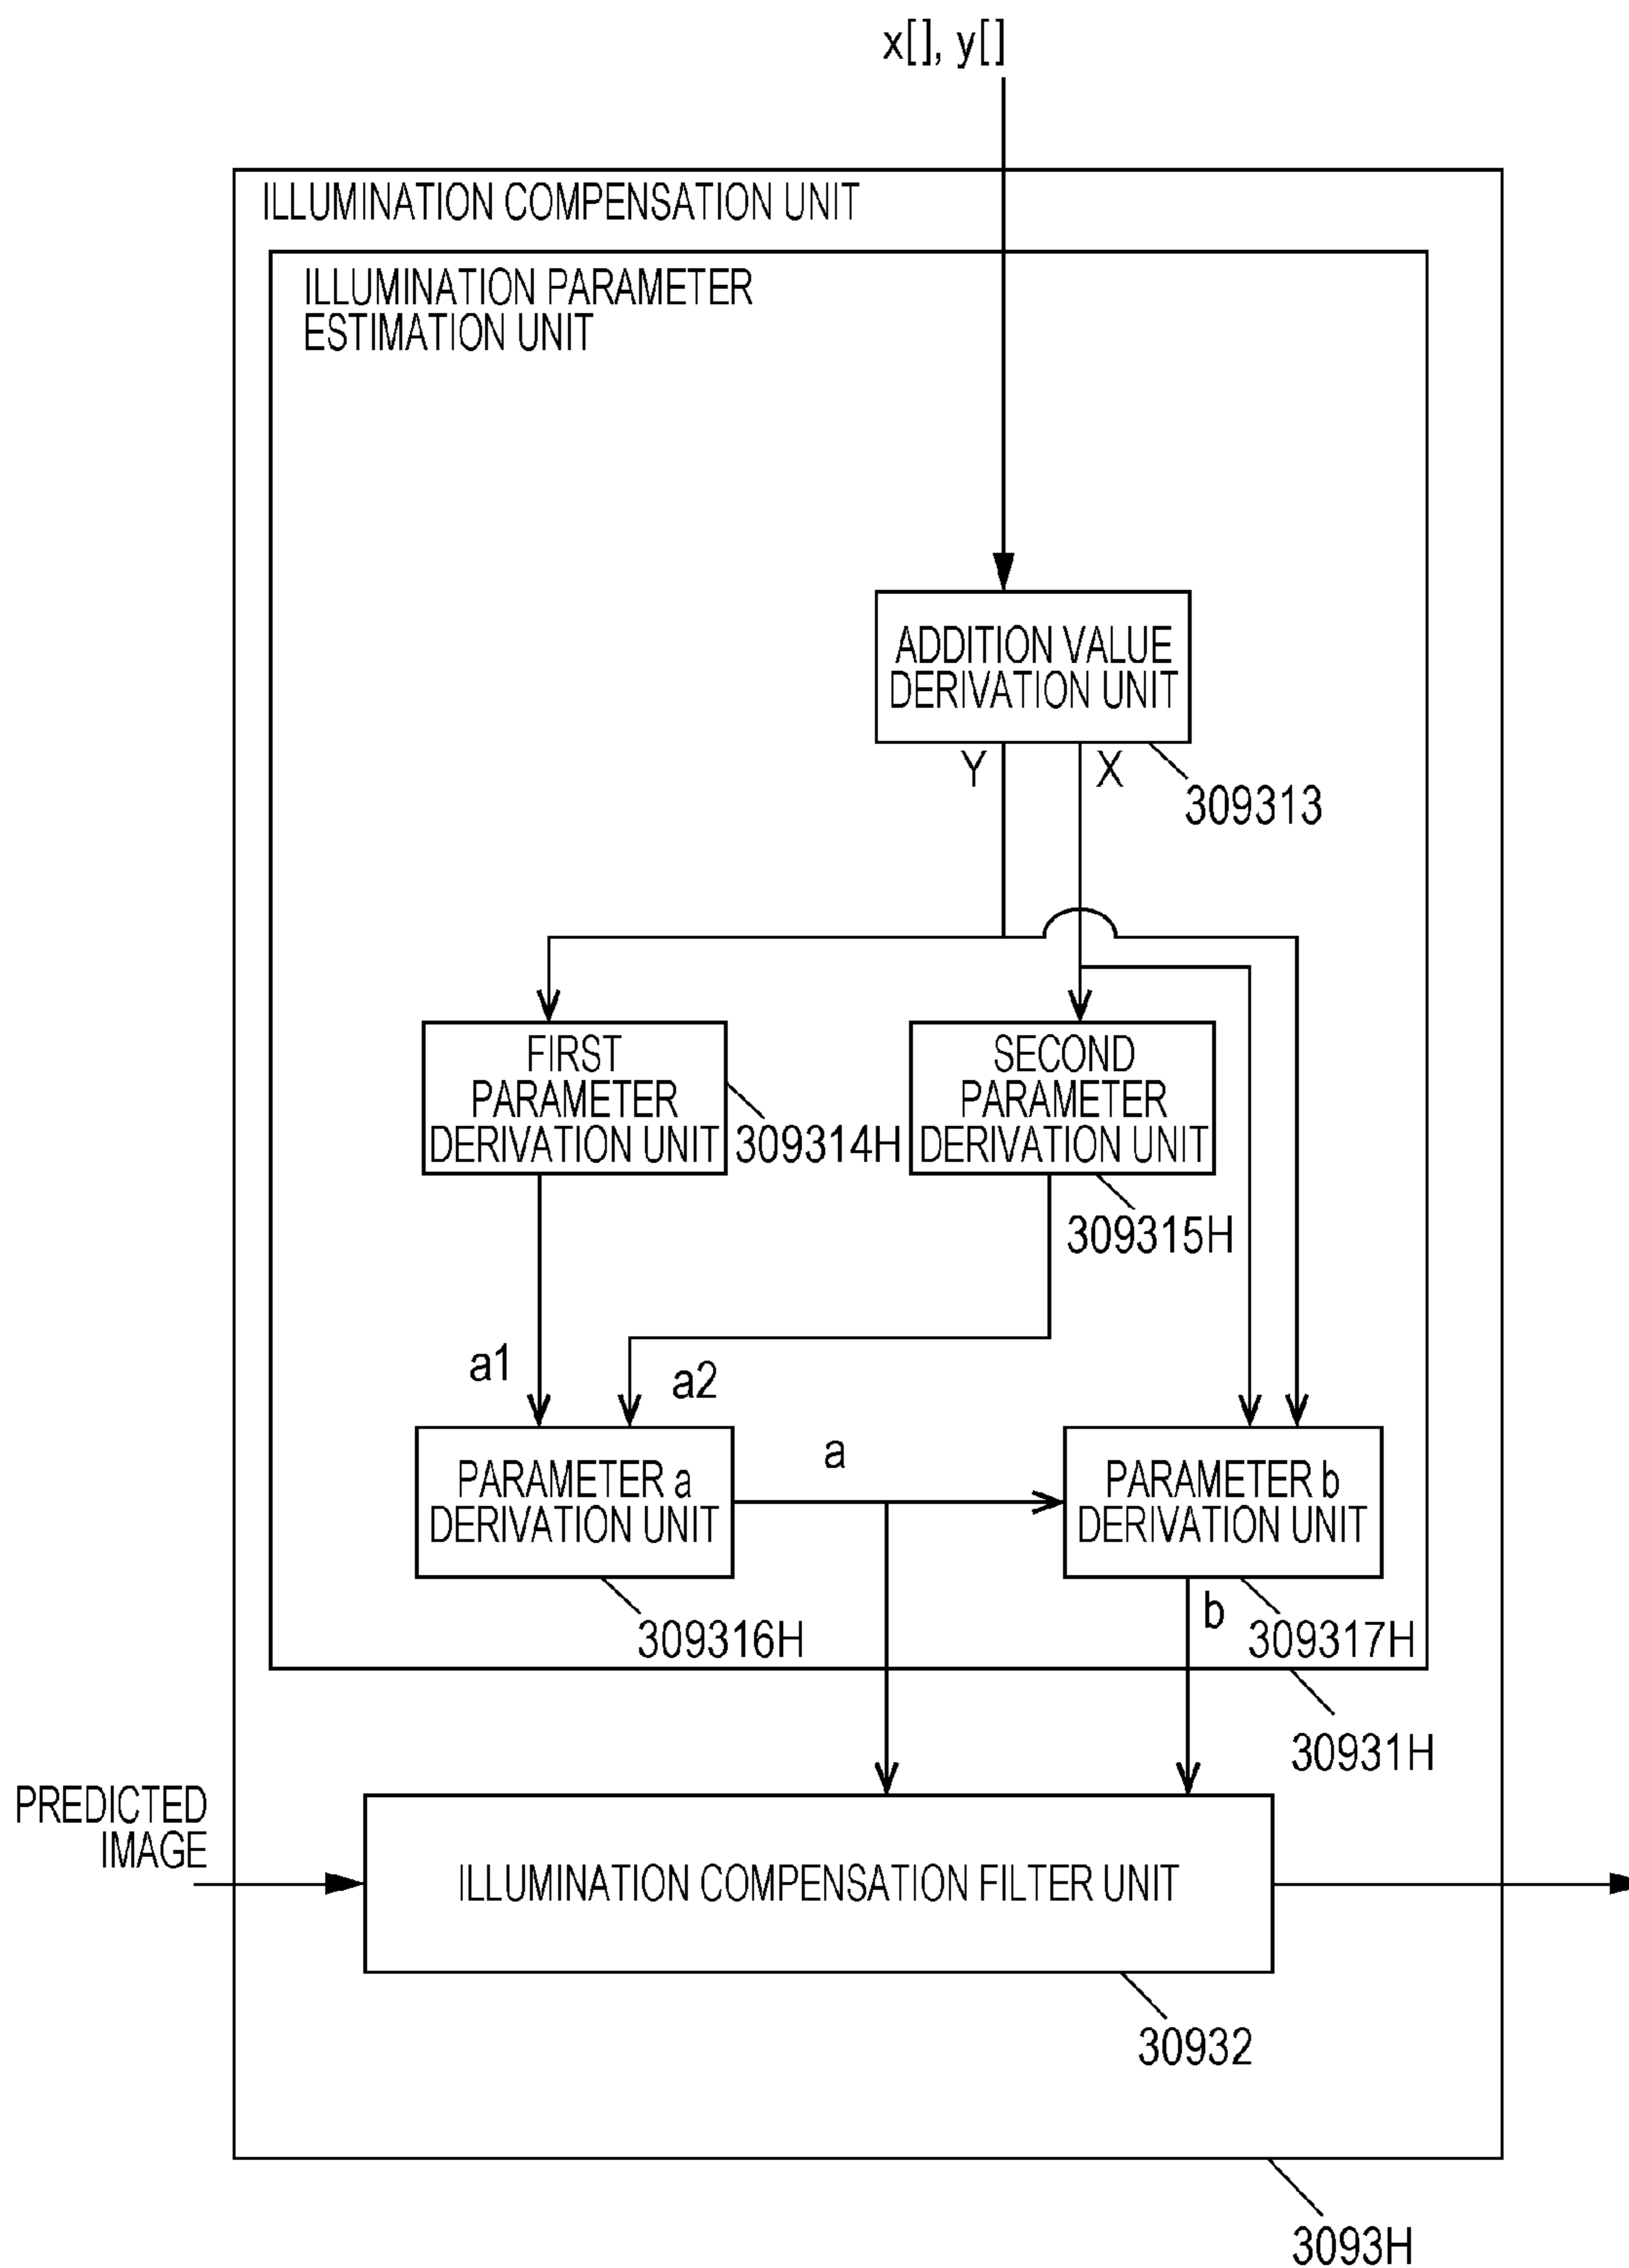 x[], y[]
ILLUMINATION COMPENSATION UNIT
ILLUMINATION PARAMETER
ESTIMATION UNIT
ADDITION VALUE
DERIVATION UNIT
Y
X
309313
FIRST
PARAMETER
DERIVATION UNIT
309314H
SECOND
PARAMETER
DERIVATION UNIT
309315H
a1
a2
PARAMETER a
DERIVATION UNIT
a
PARAMETER b
DERIVATION UNIT
309316H
b
309317H
30931H
PREDICTED
IMAGE
ILLUMINATION COMPENSATION FILTER UNIT
30932
3093H